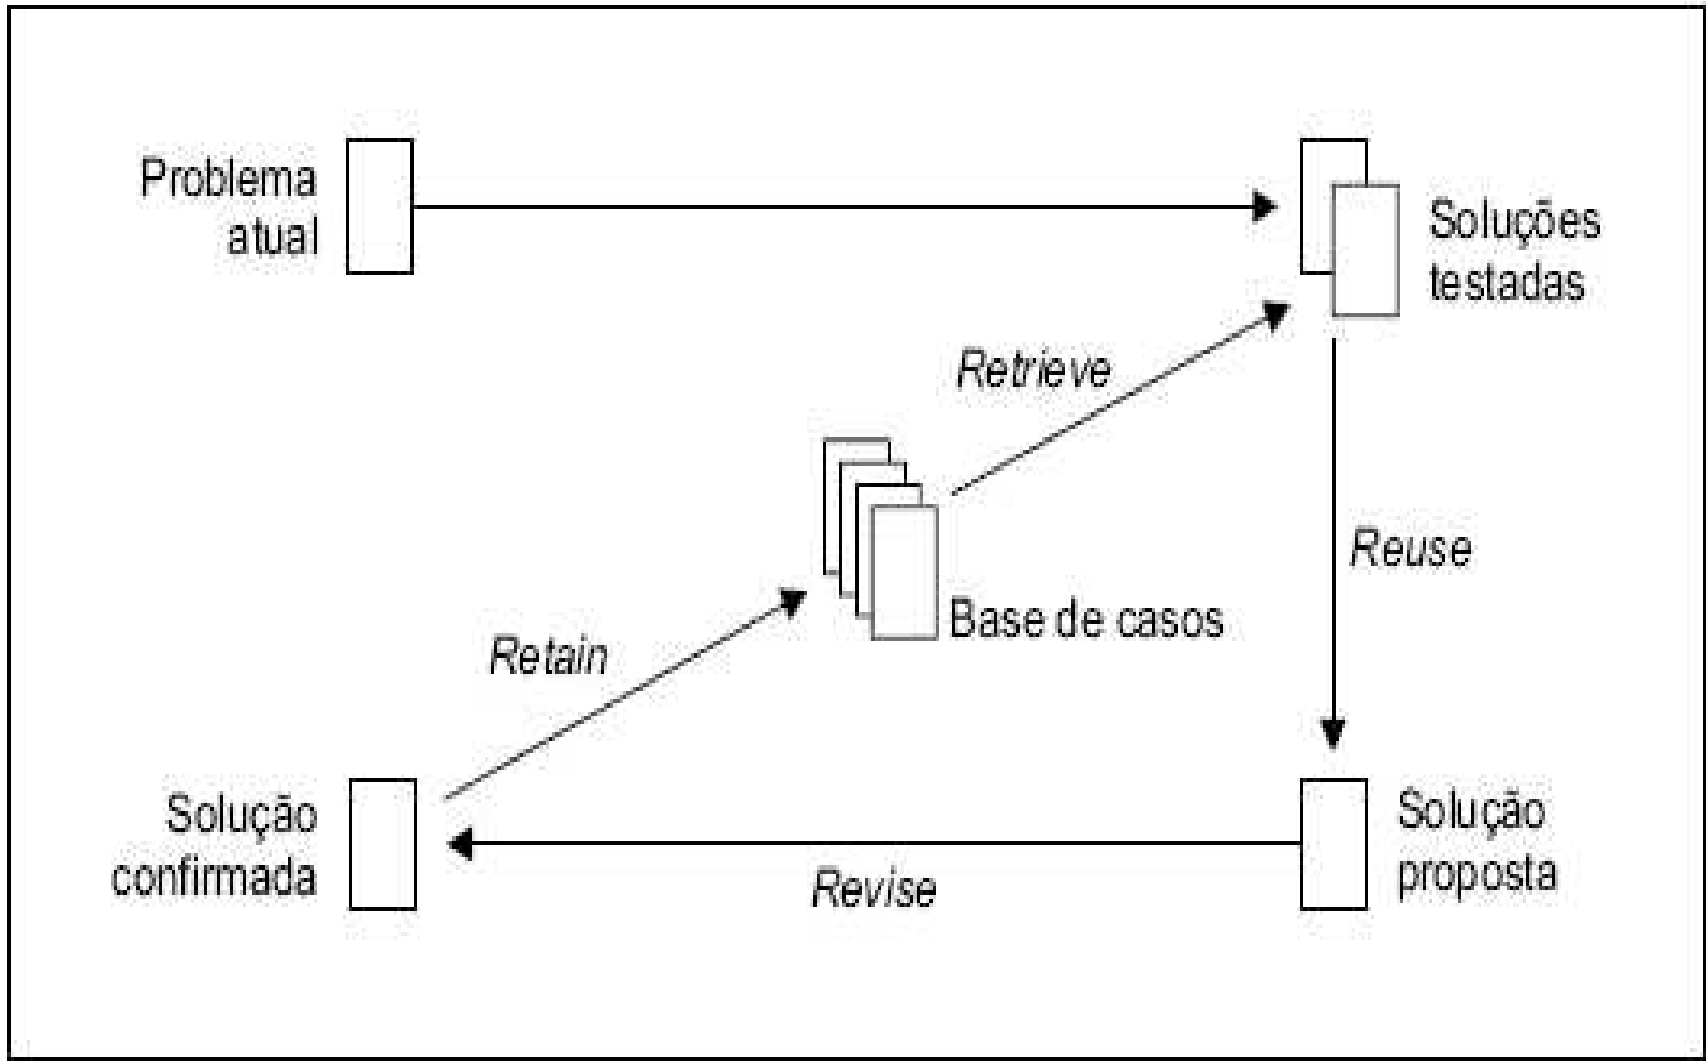 Problema
atual
Soluções
testadas
Retrieve
Reuse
Base de casos
Retain
Solução
confirmada
Solução
proposta
Revise